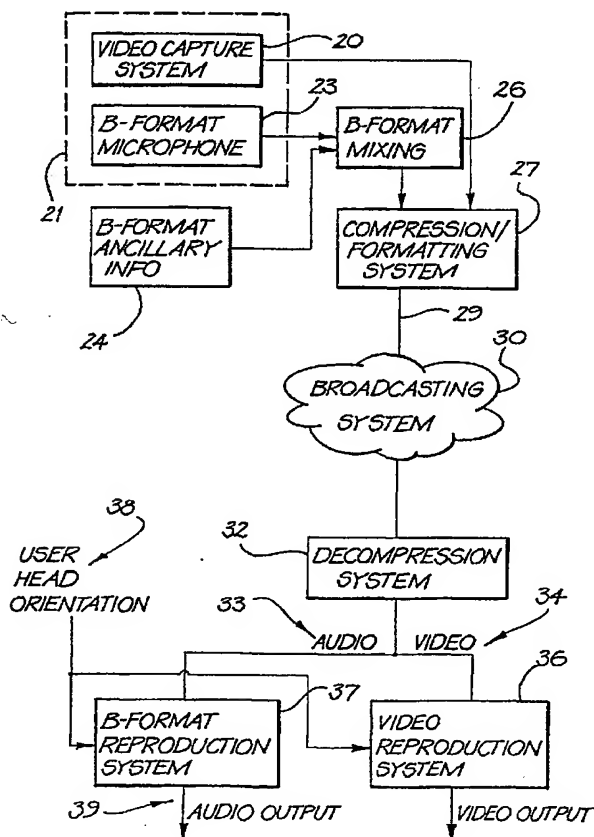 20
VIDEO CAPTURE
SYSTEM
23
B-FORMAT
MICROPHONE
26
B-FORMAT
MIXING
21
27
B-FORMAT
ANCILLARY
INFO
COMPRESSION/
FORMATTING
SYSTEM
24
29
30
BROADCASTING
SYSTEM
38
USER
HEAD
ORIENTATION
32
DECOMPRESSION
SYSTEM
33
34
AUDIO
VIDEO
37
36
B-FORMAT
REPRODUCTION
SYSTEM
VIDEO
REPRODUCTION
SYSTEM
39
AUDIO OUTPUT
VIDEO OUTPUT